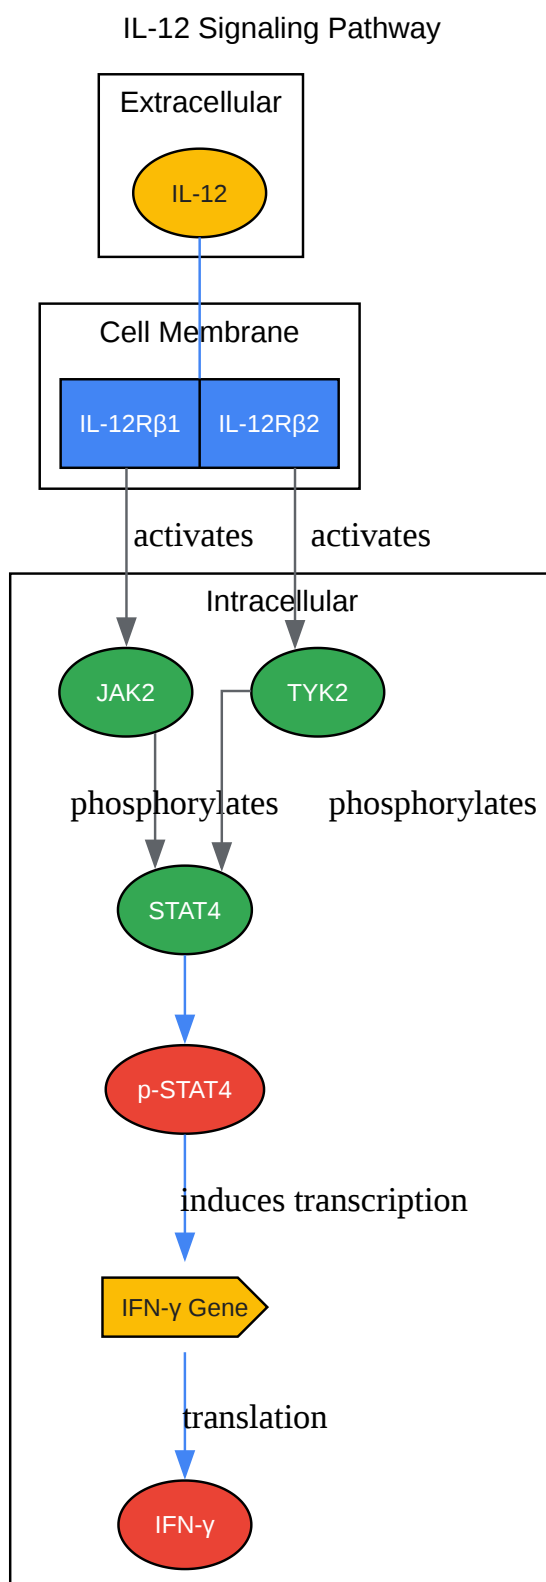 IL-12 Signaling Pathway
Extracellular
IL-12
Cell Membrane
IL-12Rβ1 IL-12Rβ2
activates activates
Intracellular
JAK2 TYK2
phosphorylates phosphorylates
STAT4
p-STAT4
induces transcription
IFN-γ Gene
translation
IFN-γ